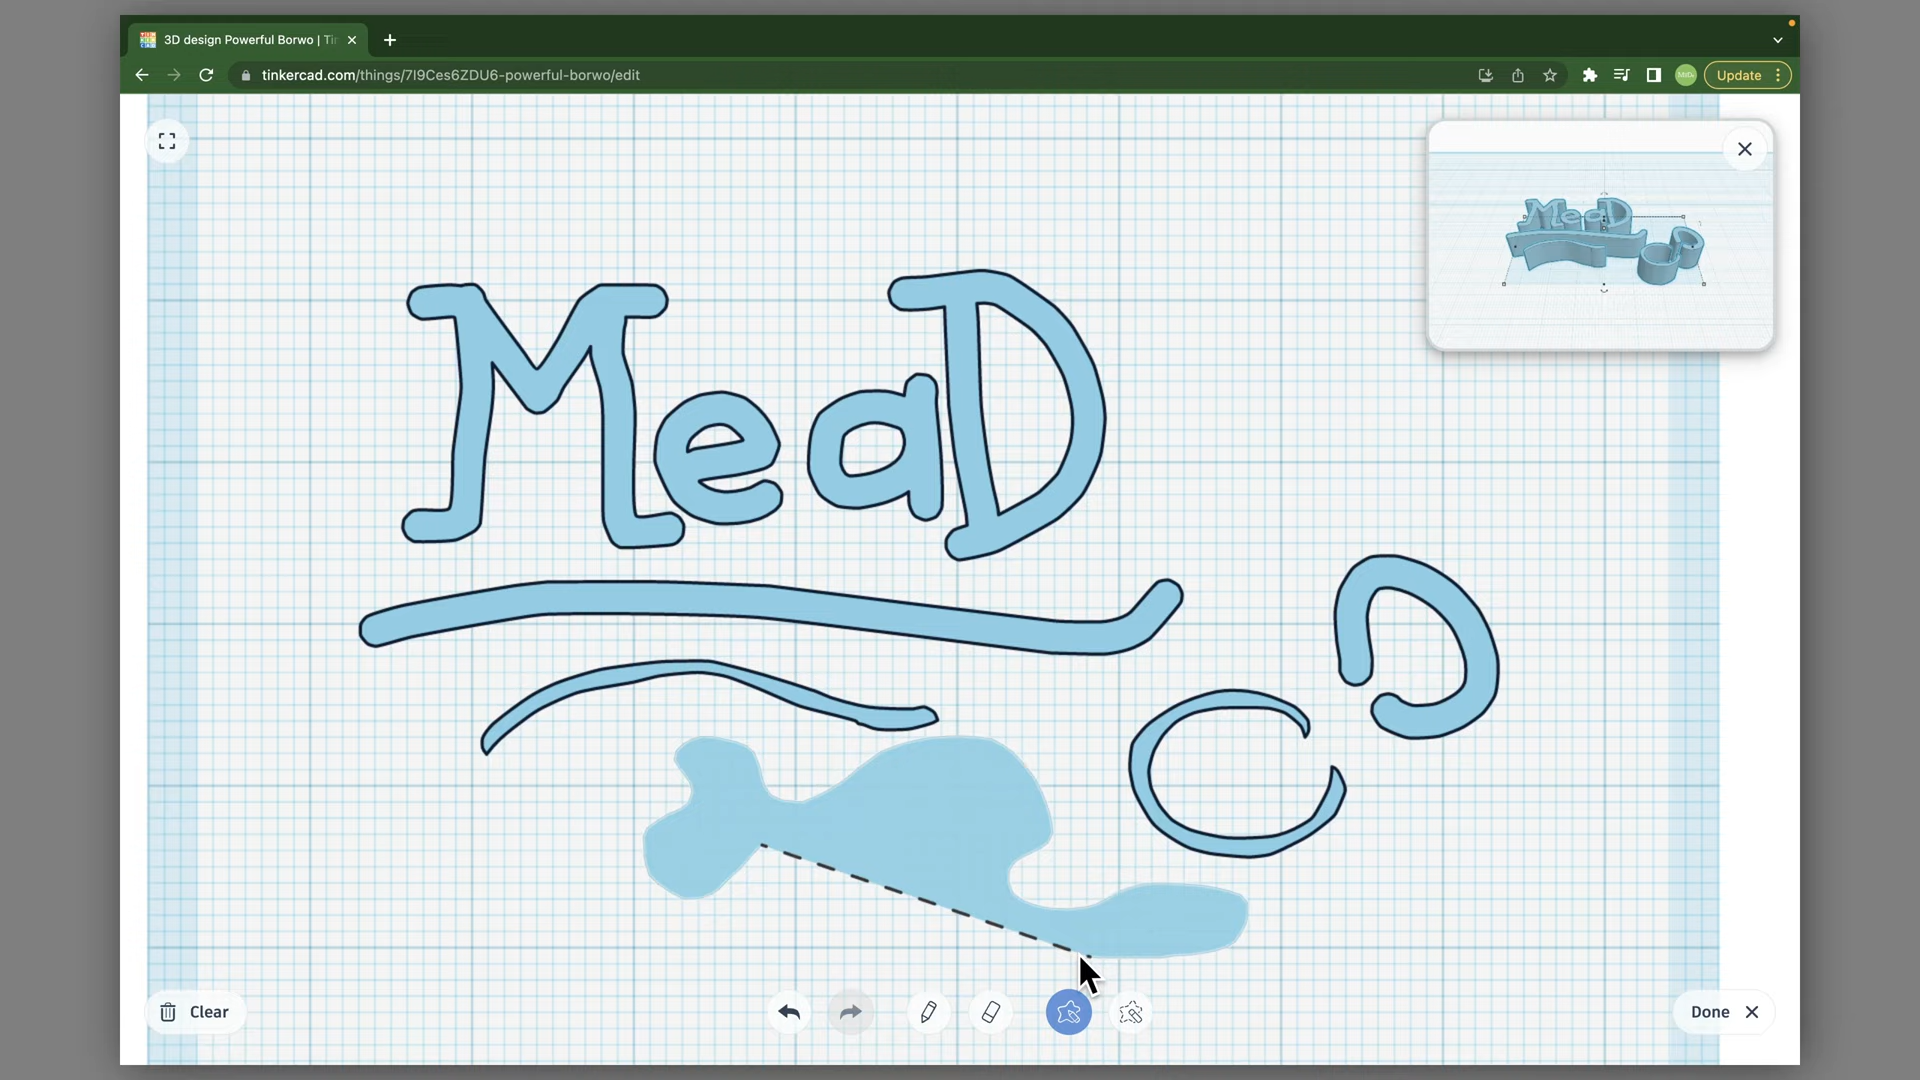 3D design Powerful Borwo | Ti
tinkercad.com/things/7I9Ces6ZDU6-powerful-borwo/edit
Update
MeaD
Clear
Done